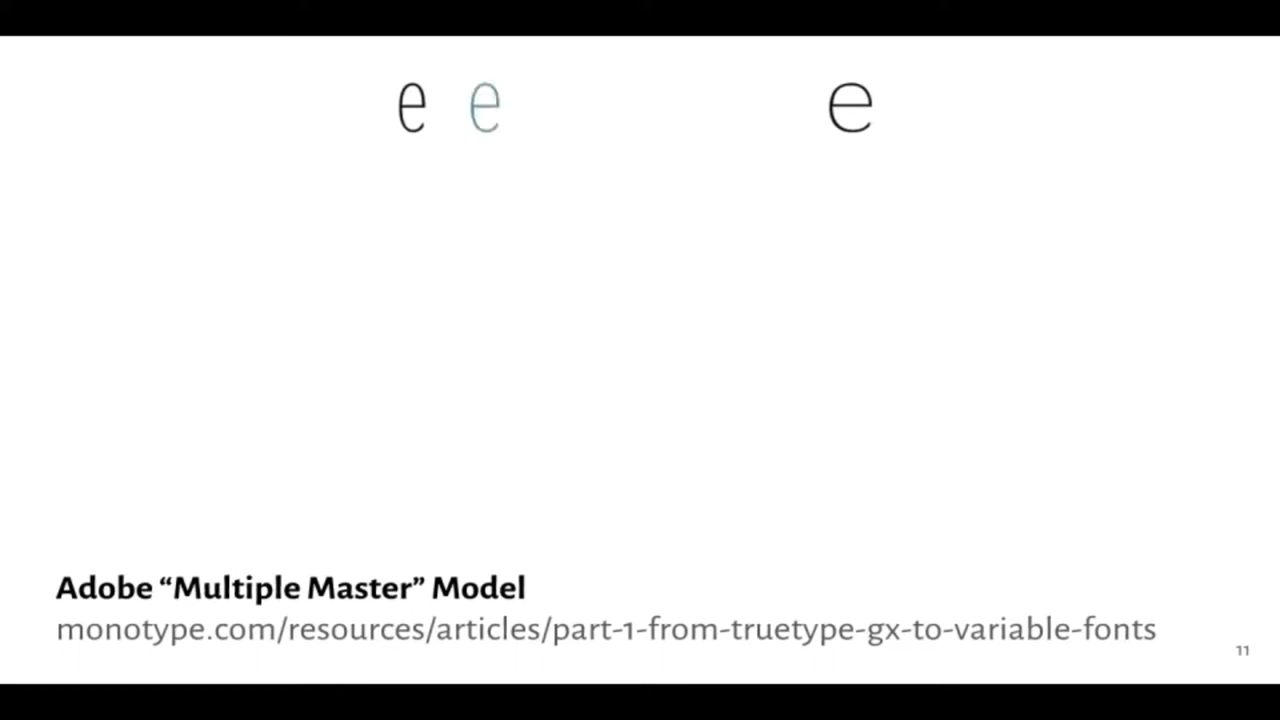 e e e
Adobe “Multiple Master” Model
monotype.com/resources/articles/part-1-from-truetype-gx-to-variable-fonts
11